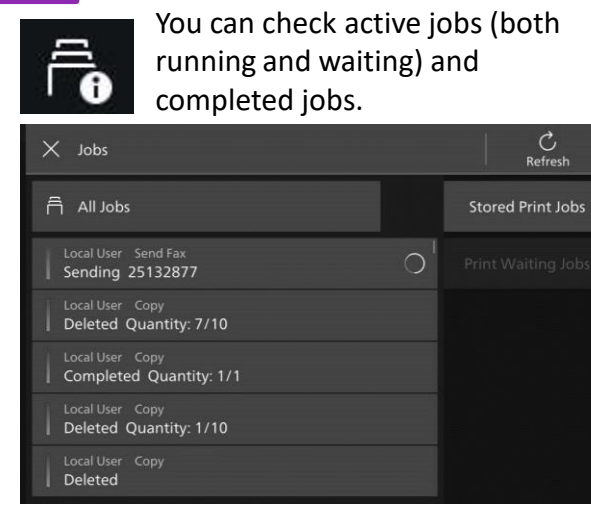 You can check active jobs (both
running and waiting) and
completed jobs.
Jobs
Refresh
All Jobs
Stored Print Jobs
Local User Send Fax
Sending 25132877
Print Waiting Jobs
Local User Copy
Deleted Quantity: 7/10
Local User Copy
Completed Quantity: 1/1
Local User Copy
Deleted Quantity: 1/10
Local User Copy
Deleted